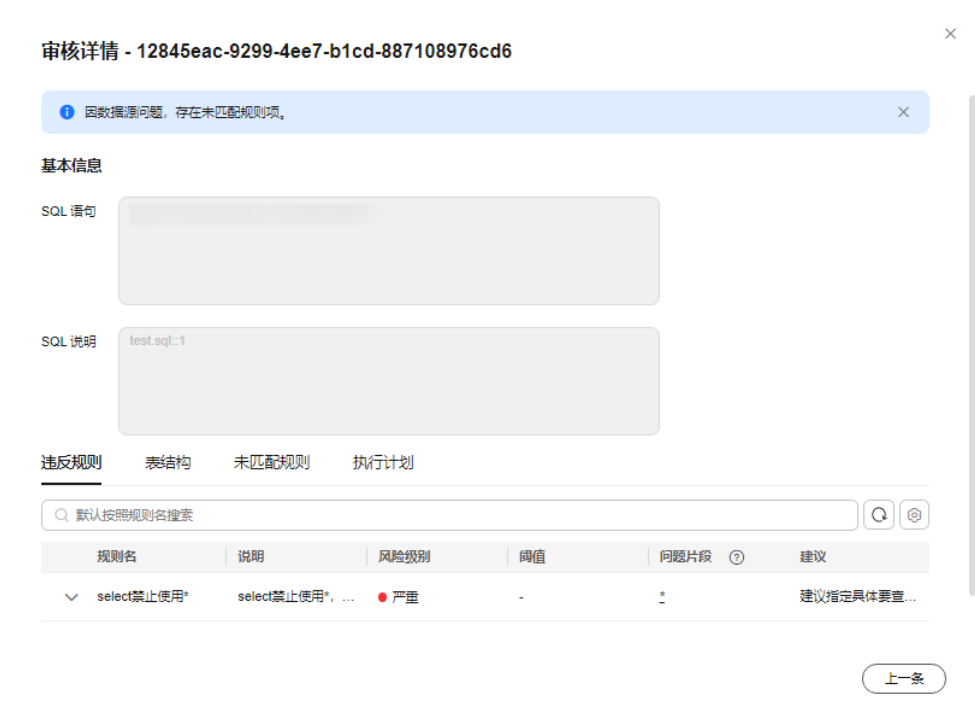 审核详情 - 12845eac-9299-4ee7-b1cd-887108976cd6
因数据源问题，存在未匹配规则项。
基本信息
SQL 语句
SQL 说明
test.sql::1
违反规则 表结构 未匹配规则 执行计划
默认按照规则名搜索
规则名 说明 风险级别 阈值 问题片段 建议
select禁止使用* select禁止使用*，... 严重 - * 建议指定具体要查...
上一条